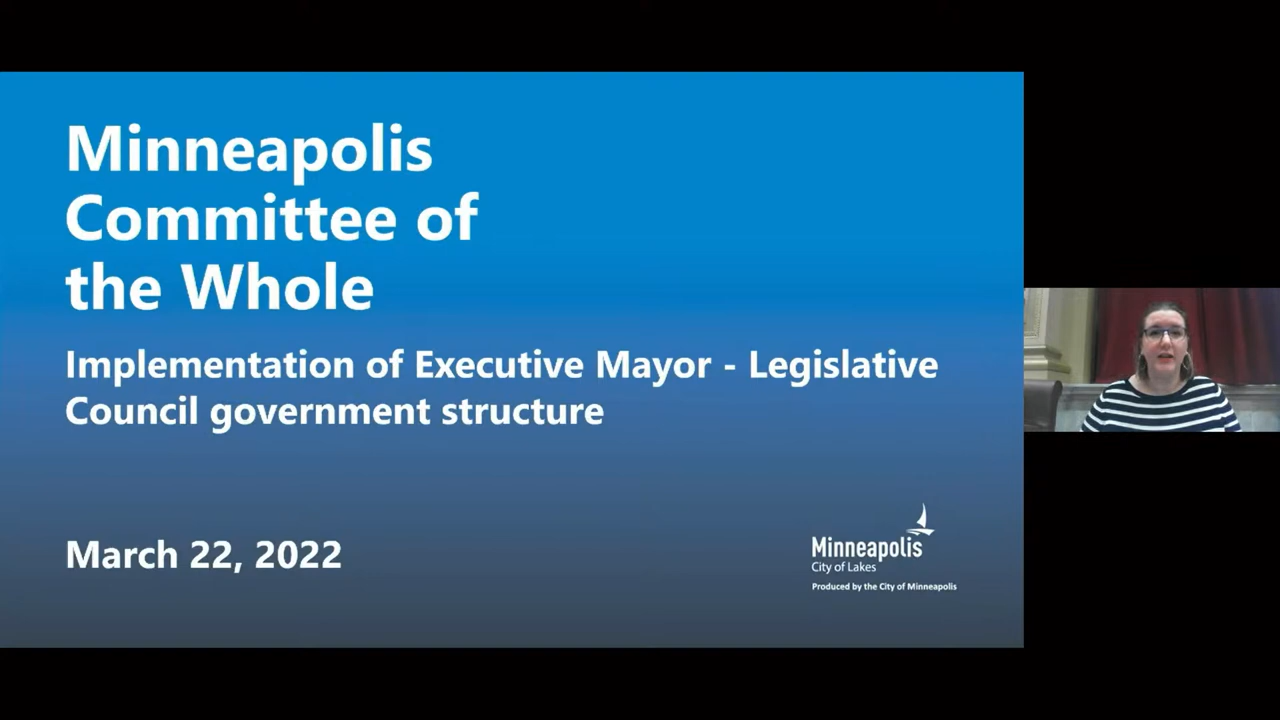 Minneapolis
Committee of
the Whole
Implementation of Executive Mayor - Legislative
Council government structure
March 22, 2022
Minneapolis
City of Lakes
Produced by the City of Minneapolis